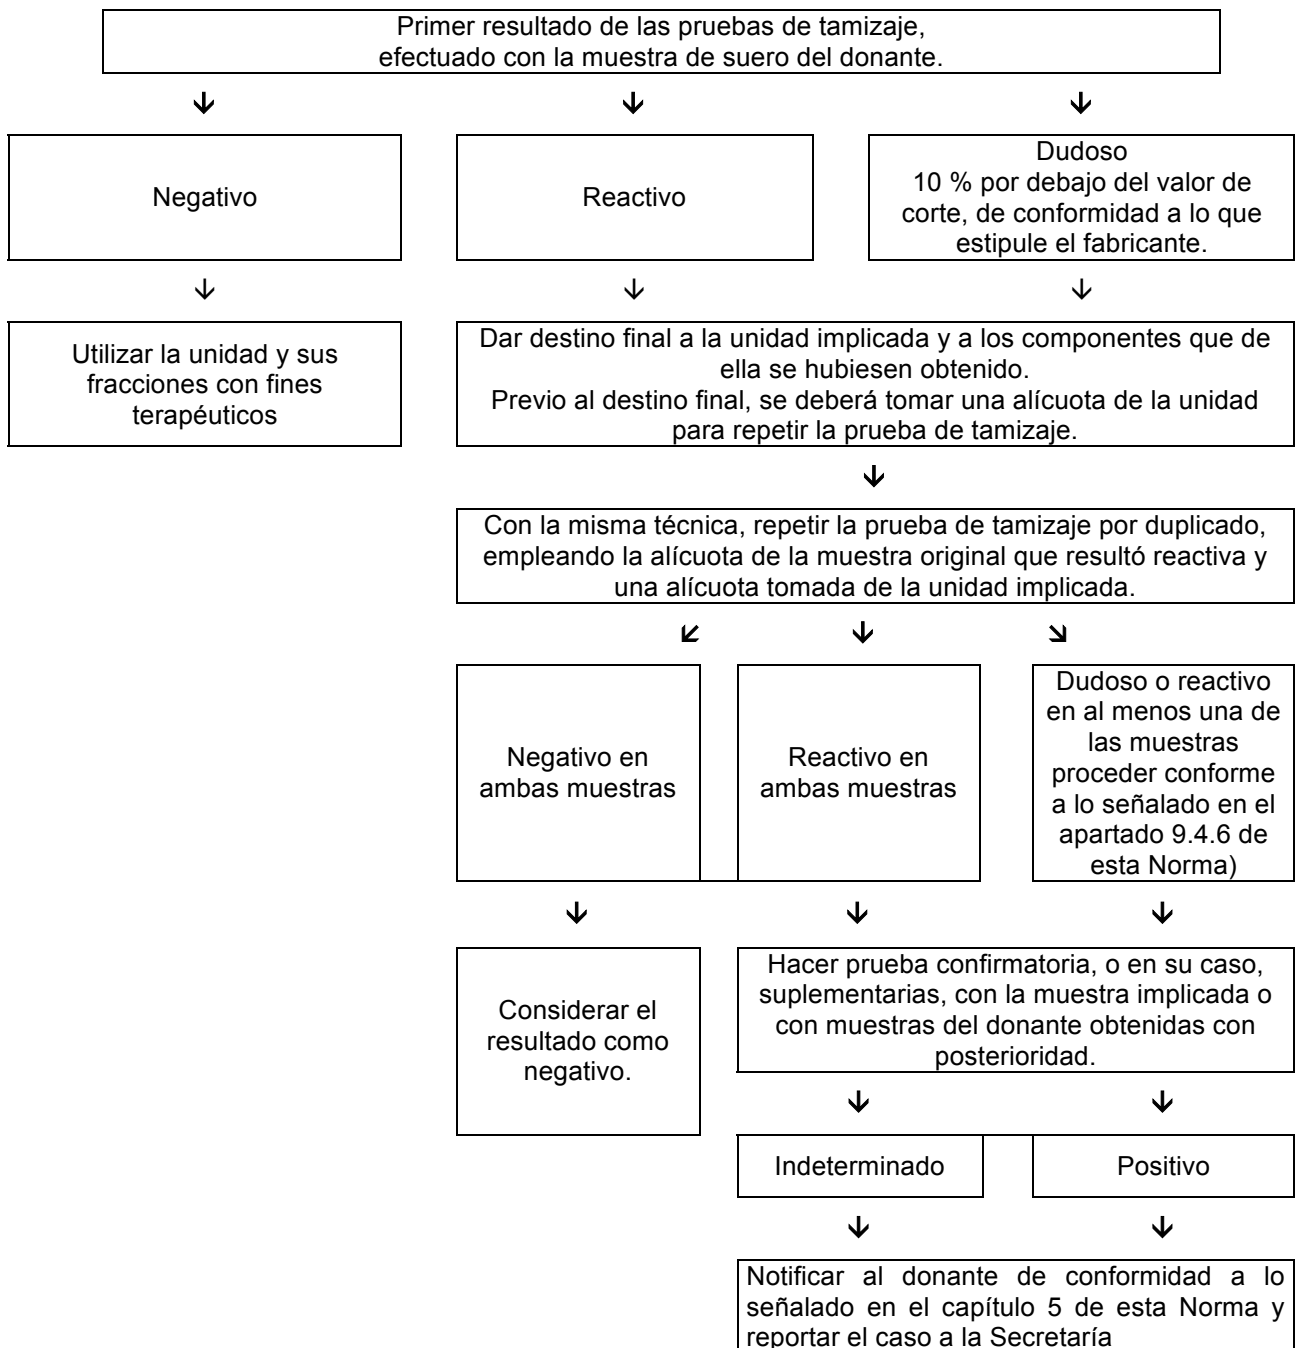 Primer resultado de las pruebas de tamizaje,
efectuado con la muestra de suero del donante.
Negativo
Reactivo
Dudoso
10 % por debajo del valor de
corte, de conformidad a lo que
estipule el fabricante.
Utilizar la unidad y sus
fracciones con fines
terapéuticos
Dar destino final a la unidad implicada y a los componentes que de
ella se hubiesen obtenido.
Previo al destino final, se deberá tomar una alícuota de la unidad
para repetir la prueba de tamizaje.
Con la misma técnica, repetir la prueba de tamizaje por duplicado,
empleando la alícuota de la muestra original que resultó reactiva y
una alícuota tomada de la unidad implicada.
Negativo en
ambas muestras
Reactivo en
ambas muestras
Dudoso o reactivo
en al menos una de
las muestras
proceder conforme
a lo señalado en el
apartado 9.4.6 de
esta Norma)
Considerar el
resultado como
negativo.
Hacer prueba confirmatoria, o en su caso,
suplementarias, con la muestra implicada o
con muestras del donante obtenidas con
posterioridad.
Indeterminado
Positivo
Notificar al donante de conformidad a lo
señalado en el capítulo 5 de esta Norma y
reportar el caso a la Secretaría